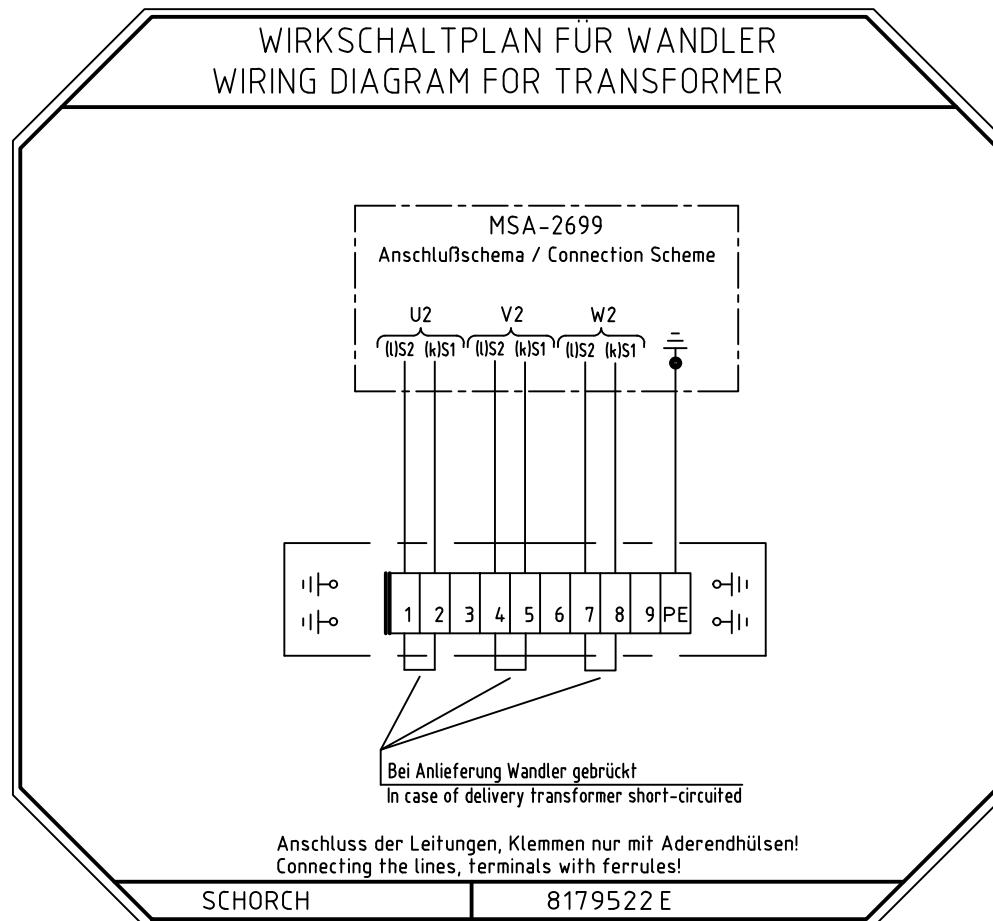 WIRKSCHALTPLAN FÜR WANDLER
WIRING DIAGRAM FOR TRANSFORMER
MSA-2699
Anschlußschema / Connection Scheme
U2 V2 W2
(l)S2 (k)S1 (l)S2 (k)S1 (l)S2 (k)S1
1 2 3 4 5 6 7 8 9 PE
Bei Anlieferung Wandler gebrückt
In case of delivery transformer short-circuited
Anschluss der Leitungen, Klemmen nur mit Aderendhülsen!
Connecting the lines, terminals with ferrules!
SCHORCH 8179522 E